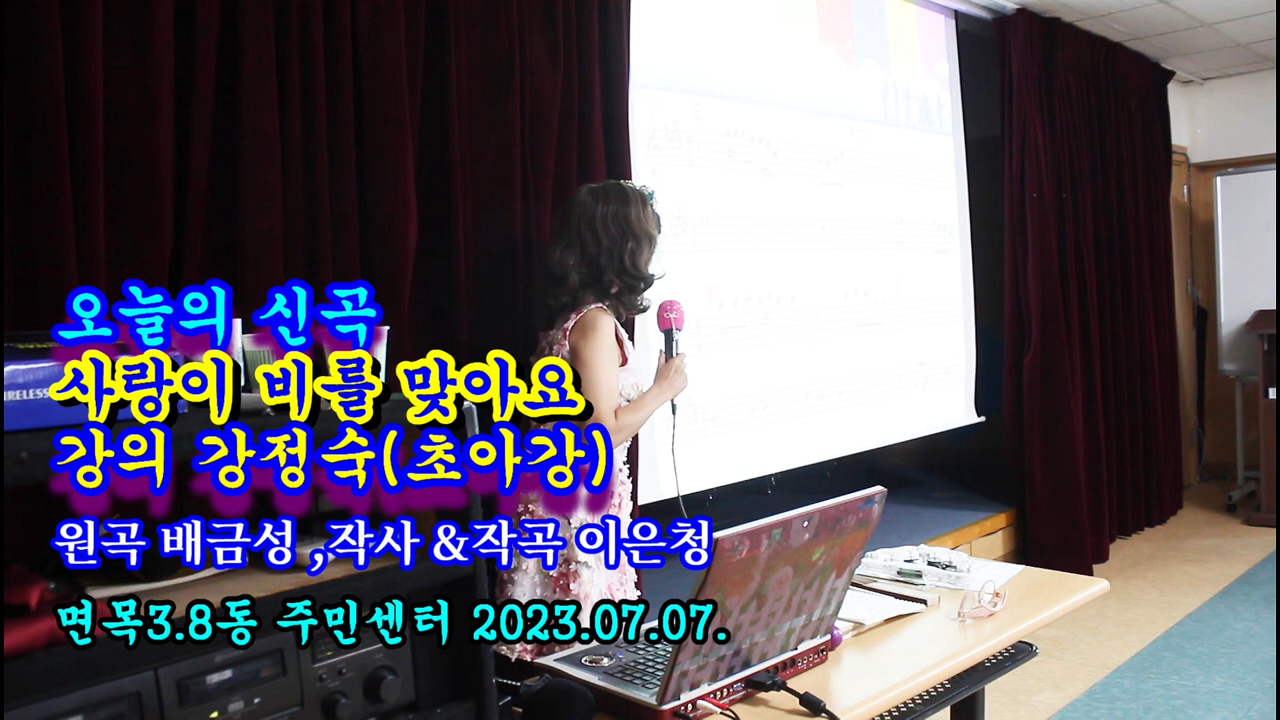 오늘의 신곡
사랑이 비를 맞아요
강의 강정숙(초아강)
원곡 배금성 ,작사 &작곡 이은청
면목3.8동 주민센터 2023.07.07.